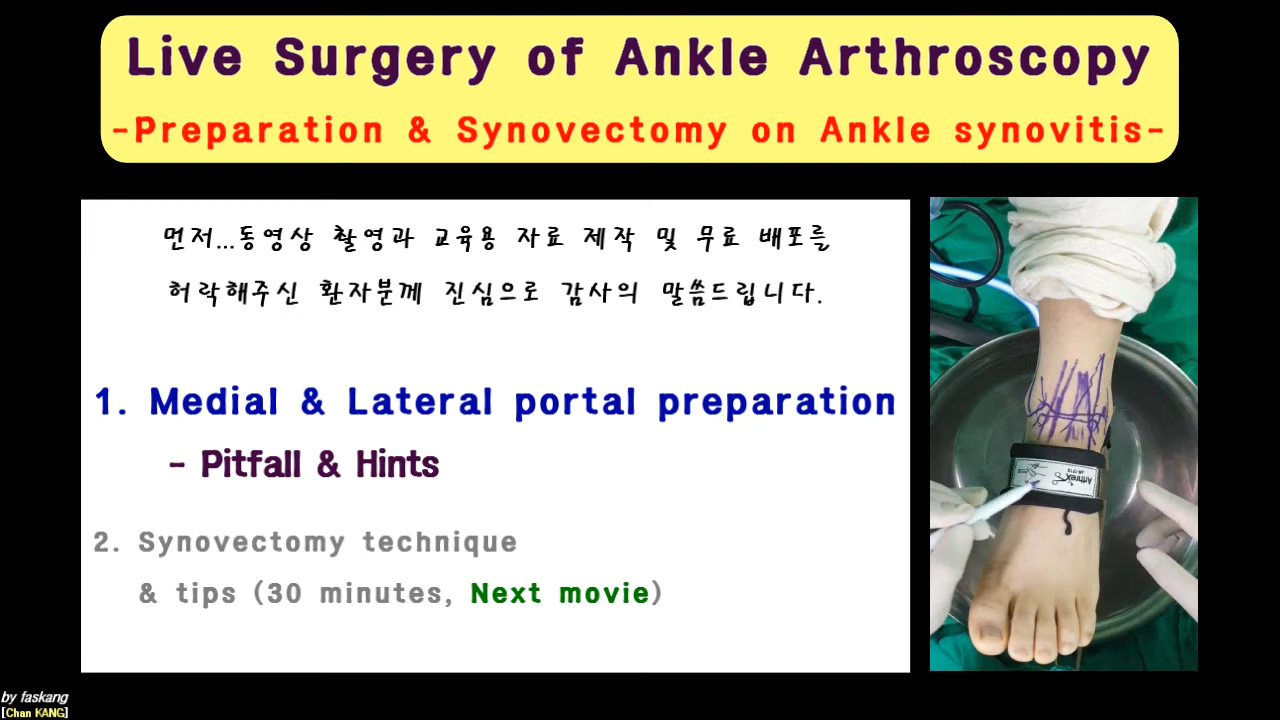 Live Surgery of Ankle Arthroscopy
-Preparation & Synovectomy on Ankle synovitis-
먼저...동영상 촬영과 교육용 자료 제작 및 무료 배포를
허락해주신 환자분께 진심으로 감사의 말씀드립니다.
1. Medial & Lateral portal preparation
- Pitfall & Hints
2. Synovectomy technique
& tips (30 minutes, Next movie)
Arthrex
by faskang
[Chan KANG]